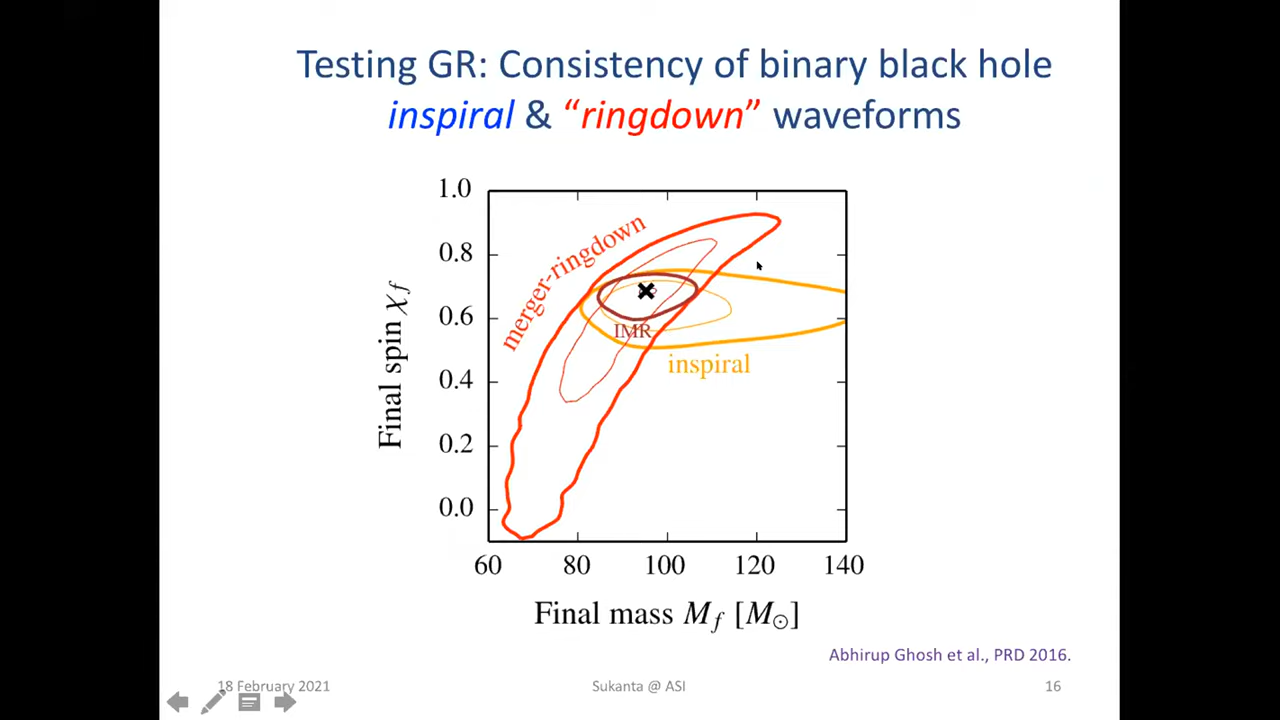 Testing GR: Consistency of binary black hole
inspiral & “ringdown” waveforms
1.0
0.8
0.6
0.4
0.2
0.0
Final spin χf
merger-ringdown
IMR
inspiral
60 80 100 120 140
Final mass Mf [M⊙]
Abhirup Ghosh et al., PRD 2016.
18 February 2021 Sukanta @ ASI 16